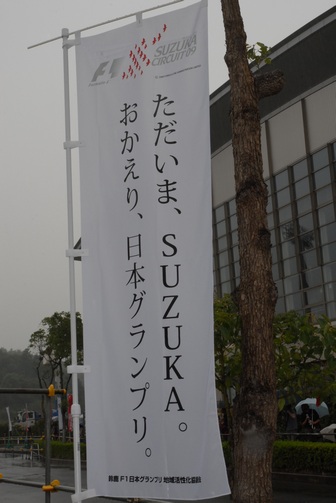 F1
SUZUKA
CIRCUIT
ただいま、SUZUKA。
おかえり、日本グランプリ。
鈴鹿F1日本グランプリ地域活性化協議会